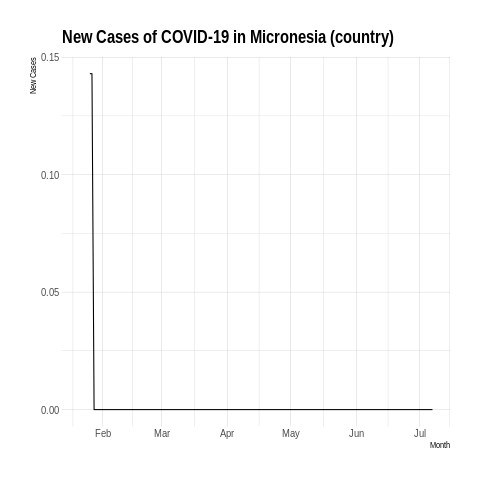 New Cases of COVID-19 in Micronesia (country)
New Cases
0.15
0.10
0.05
0.00
Feb Mar Apr May Jun Jul
Month